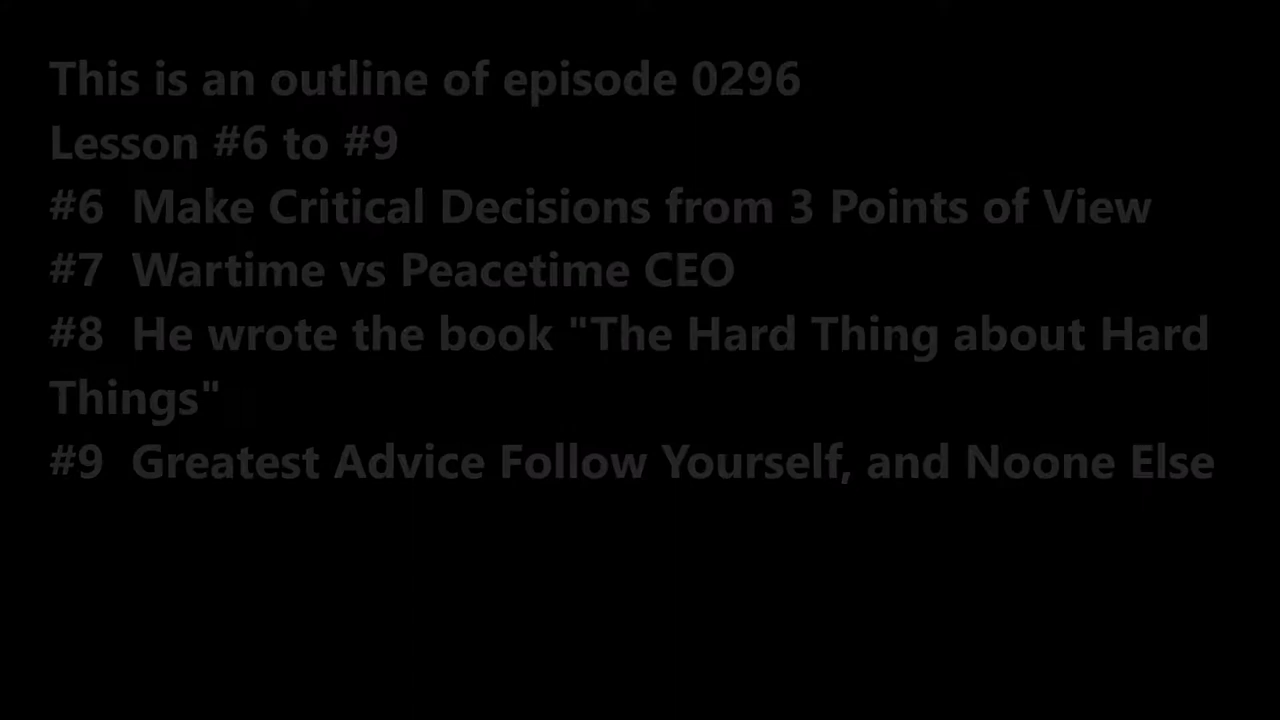 This is an outline of episode 0296
Lesson #6 to #9
#6 Make Critical Decisions from 3 Points of View
#7 Wartime vs Peacetime CEO
#8 He wrote the book "The Hard Thing about Hard
Things"
#9 Greatest Advice Follow Yourself, and Noone Else